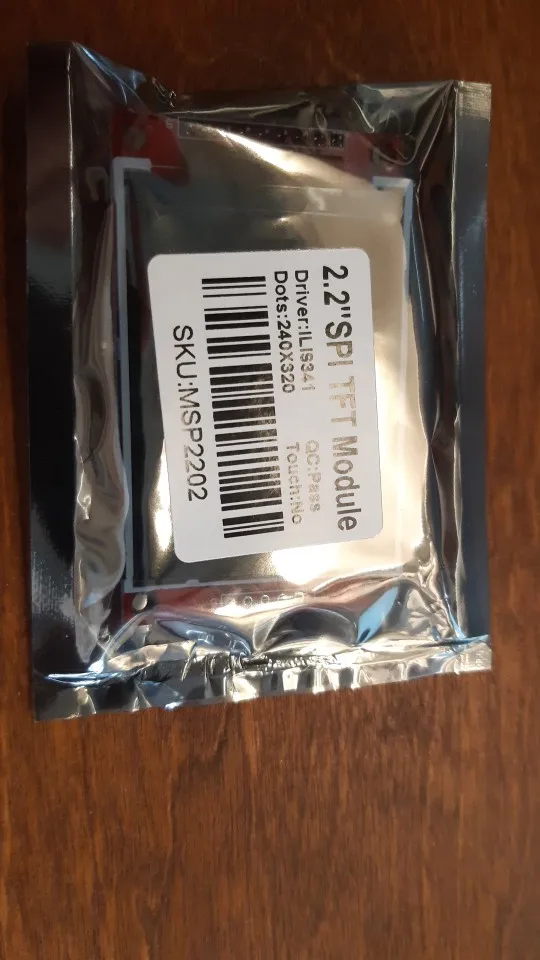 2.2"SPI TFT Module
Driver:ILI9341 QC:Pass
Dots:240X320 Touch:No
SKU:MSP2202